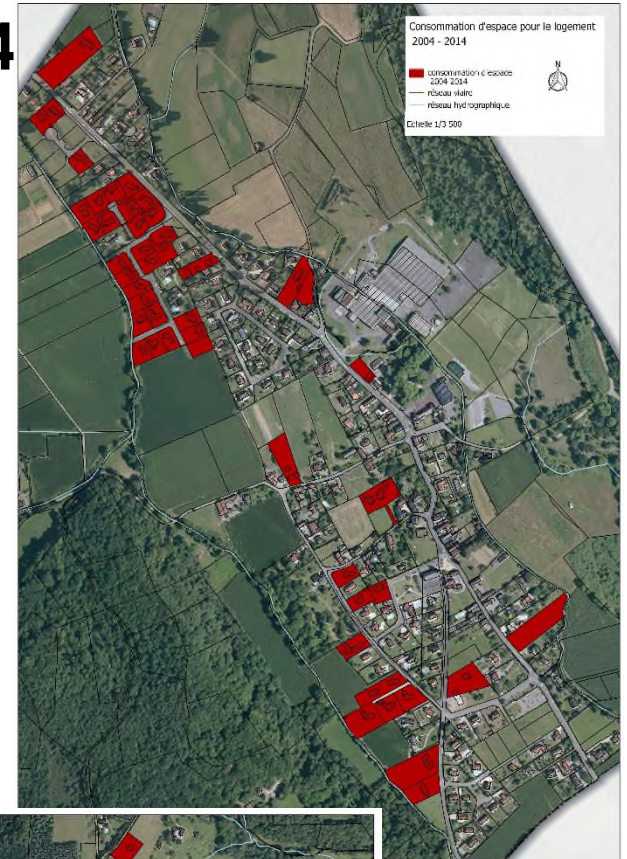 4
Consommation d'espace pour le logement
2004 - 2014
N
consommation d'espace
2004-2014
réseau viaire
réseau hydrographique
Echelle 1/3 500